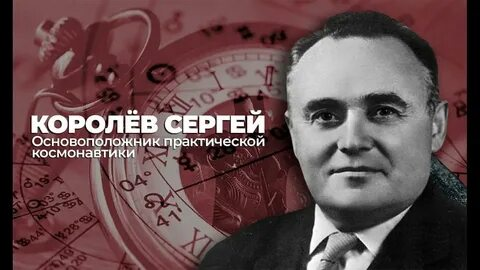 КОРОЛЁВ СЕРГЕЙ
Основоположник практической
космонавтики